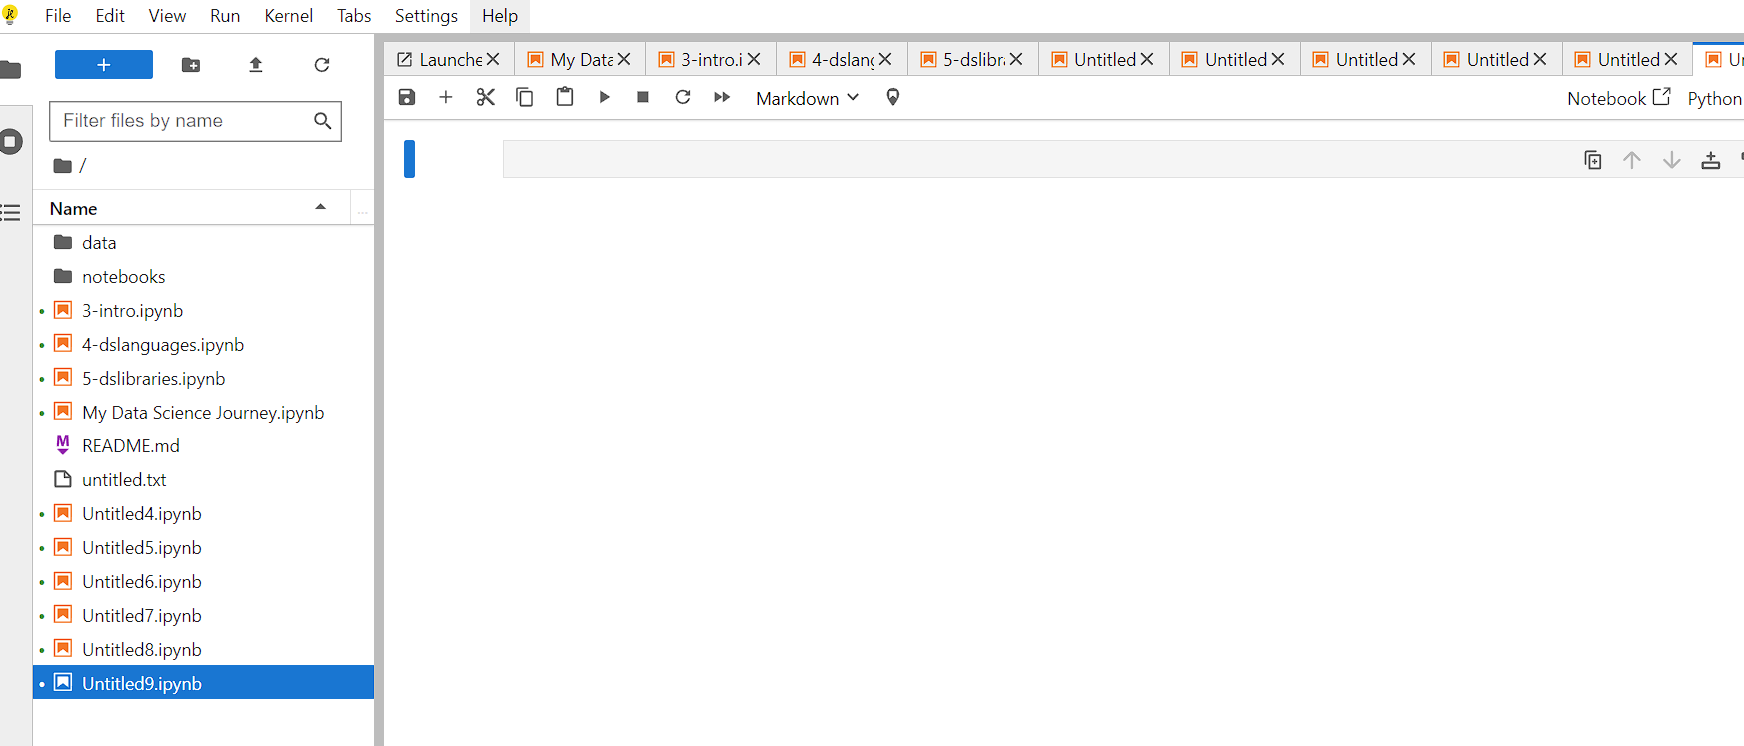 File Edit View Run Kernel Tabs Settings Help
+
Filter files by name
/
Name
...
data
notebooks
3-intro.ipynb
4-dslanguages.ipynb
5-dslibraries.ipynb
My Data Science Journey.ipynb
README.md
untitled.txt
Untitled4.ipynb
Untitled5.ipynb
Untitled6.ipynb
Untitled7.ipynb
Untitled8.ipynb
Untitled9.ipynb
Launche My Data 3-intro.i 4-dslang 5-dslibra Untitled Untitled Untitled Untitled Untitled Un
Markdown Notebook Python